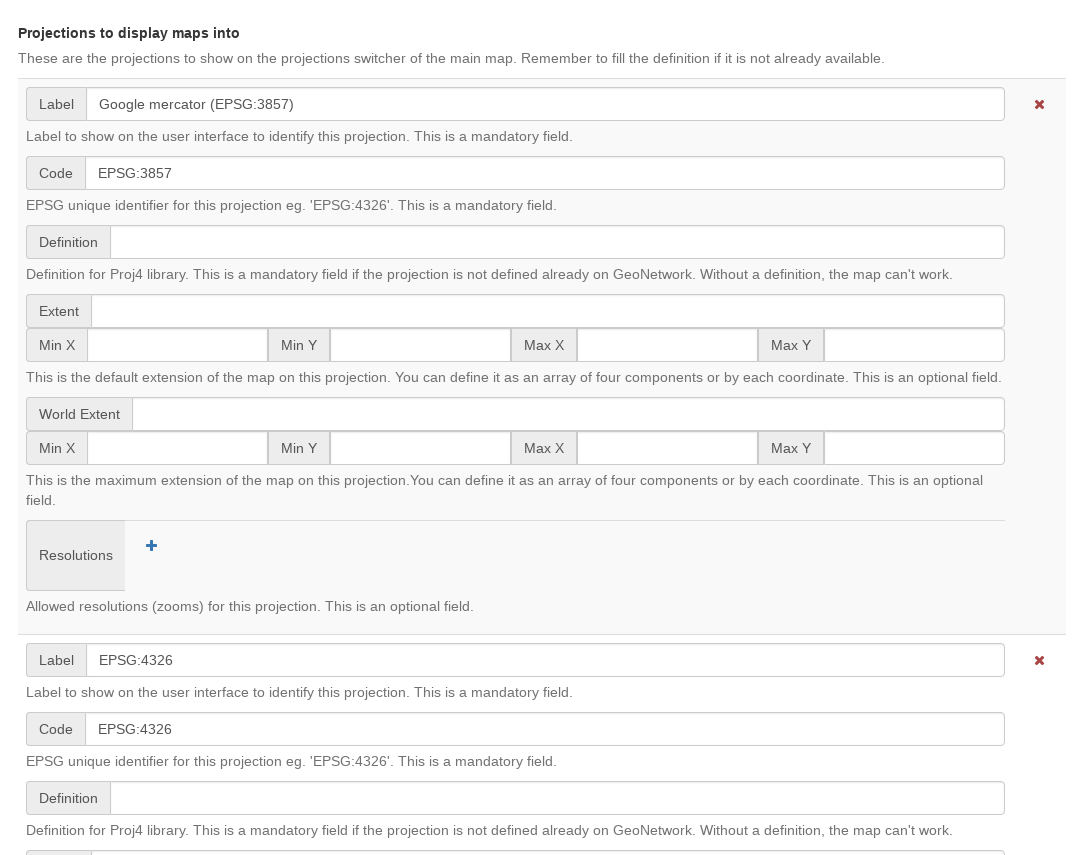 Projections to display maps into
These are the projections to show on the projections switcher of the main map. Remember to fill the definition if it is not already available.
Label Google mercator (EPSG:3857)
Label to show on the user interface to identify this projection. This is a mandatory field.
Code EPSG:3857
EPSG unique identifier for this projection eg. 'EPSG:4326'. This is a mandatory field.
Definition
Definition for Proj4 library. This is a mandatory field if the projection is not defined already on GeoNetwork. Without a definition, the map can't work.
Extent
Min X Min Y Max X Max Y
This is the default extension of the map on this projection. You can define it as an array of four components or by each coordinate. This is an optional field.
World Extent
Min X Min Y Max X Max Y
This is the maximum extension of the map on this projection.You can define it as an array of four components or by each coordinate. This is an optional
field.
Resolutions
Allowed resolutions (zooms) for this projection. This is an optional field.
Label EPSG:4326
Label to show on the user interface to identify this projection. This is a mandatory field.
Code EPSG:4326
EPSG unique identifier for this projection eg. 'EPSG:4326'. This is a mandatory field.
Definition
Definition for Proj4 library. This is a mandatory field if the projection is not defined already on GeoNetwork. Without a definition, the map can't work.